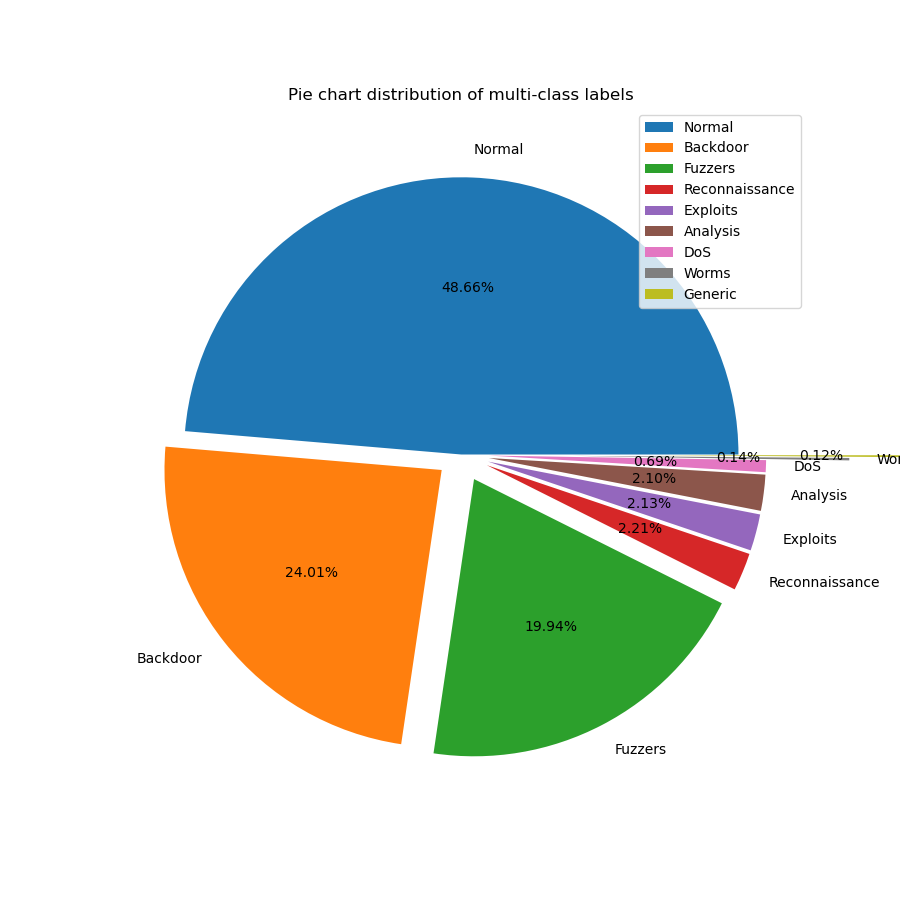 Pie chart distribution of multi-class labels
Normal
Normal
Backdoor
Fuzzers
Reconnaissance
Exploits
Analysis
DoS
Worms
Generic
48.66%
0.12%
0.14%
0.69%
DoS
Wor
2.10%
Analysis
2.13%
Exploits
2.21%
Reconnaissance
24.01%
19.94%
Backdoor
Fuzzers